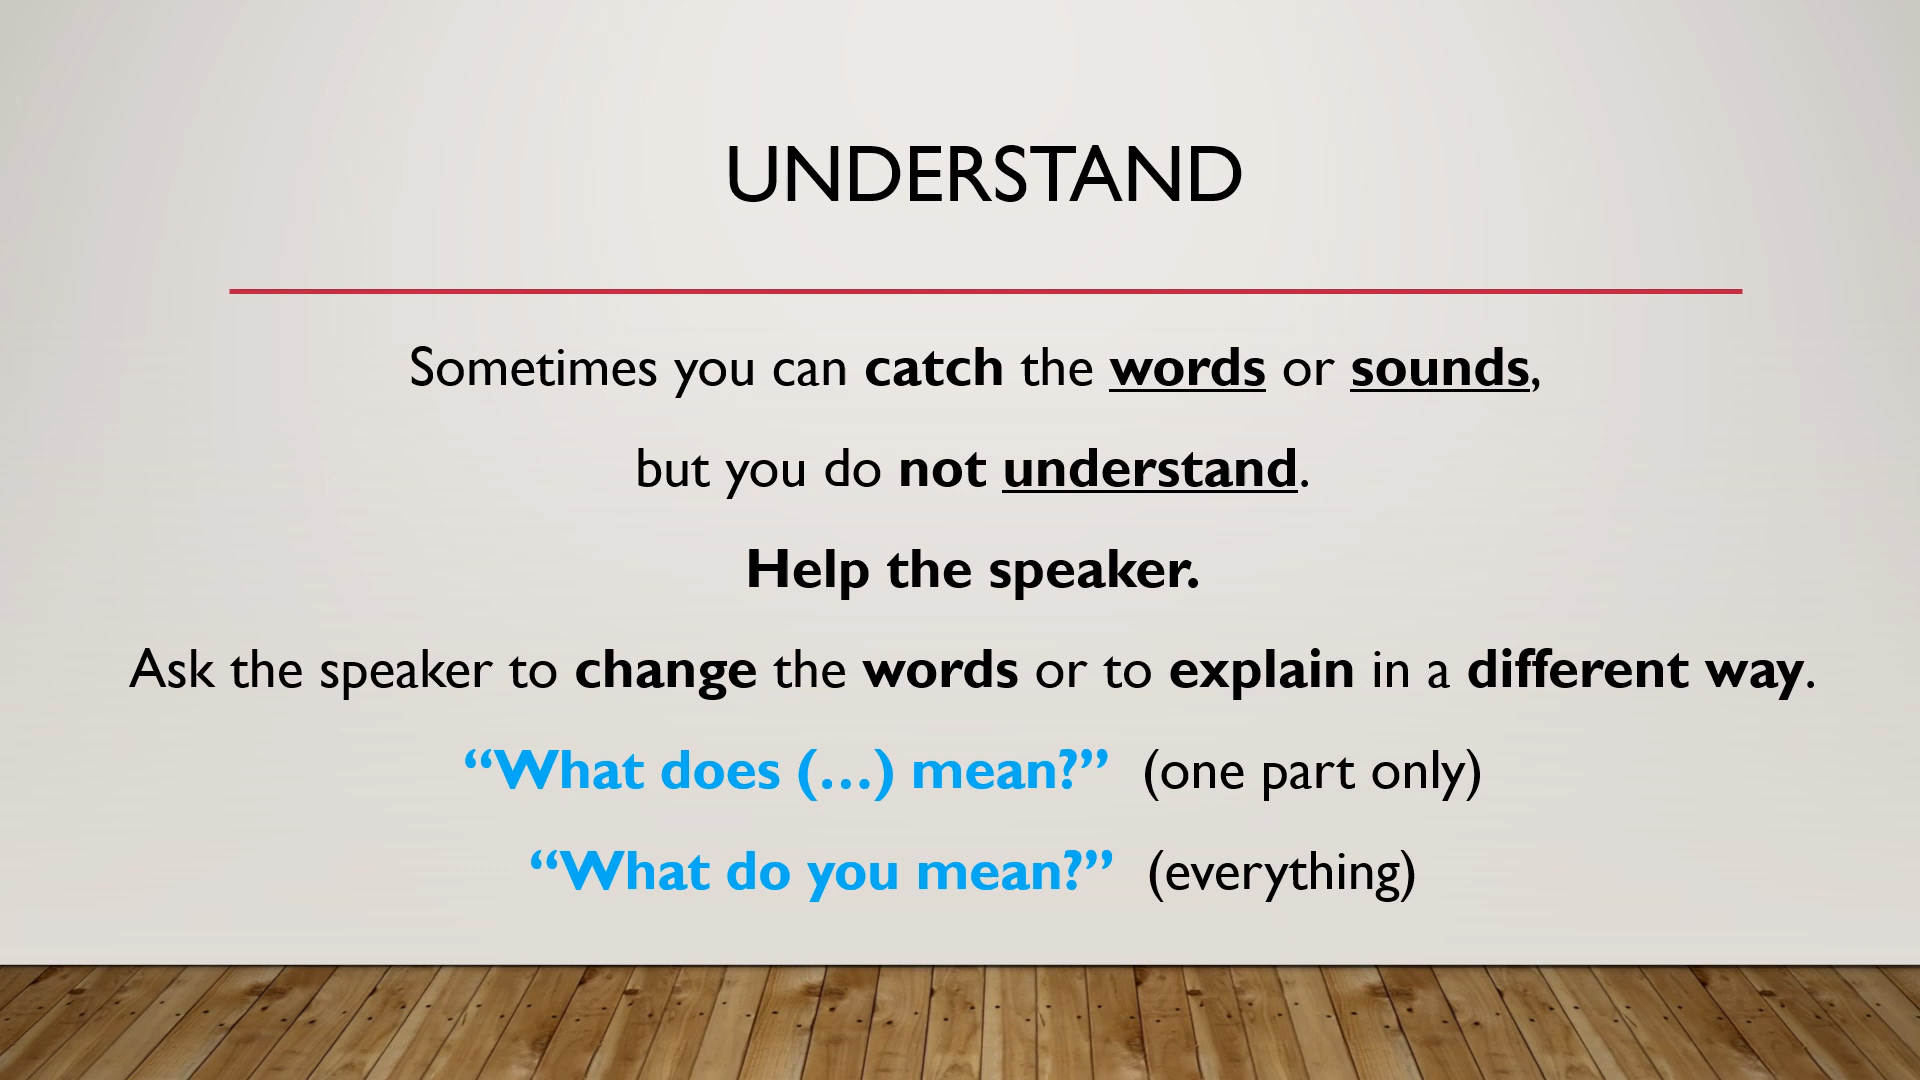 UNDERSTAND
Sometimes you can catch the words or sounds,
but you do not understand.
Help the speaker.
Ask the speaker to change the words or to explain in a different way.
“What does (…) mean?” (one part only)
“What do you mean?” (everything)